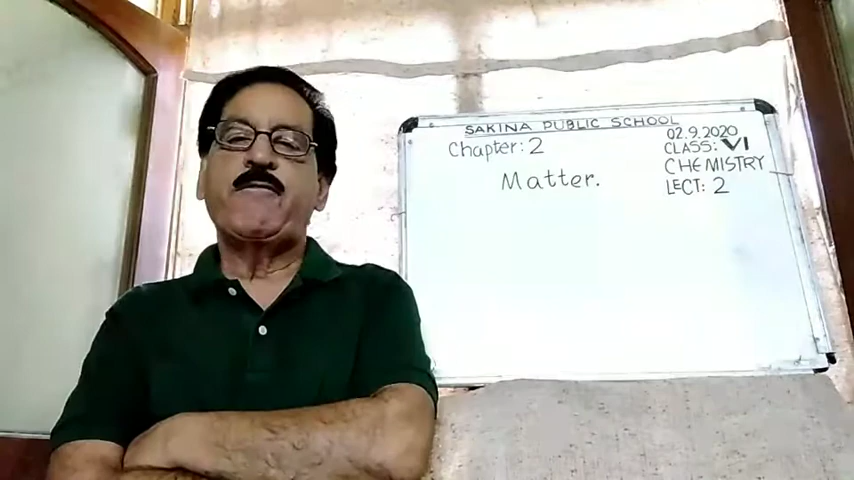 SAKINA PUBLIC SCHOOL
02.9.2020
Chapter: 2
CLASS: VI
CHEMISTRY
Matter.
LECT: 2